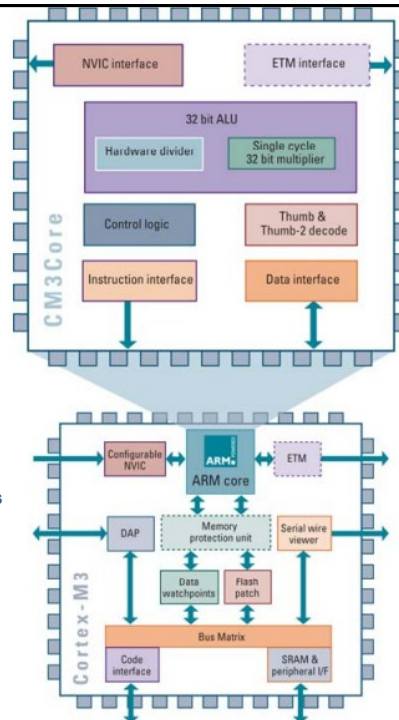 NVIC interface
ETM interface
32 bit ALU
Hardware divider
Single cycle
32 bit multiplier
Control logic
Thumb &
Thumb-2 decode
Instruction interface
Data interface
CM3Core
Configurable
NVIC
ARM
ARM core
ETM
s
DAP
Memory
protection unit
Serial wire
viewer
Data
watchpoints
Flash
patch
Bus Matrix
Code
interface
SRAM &
peripheral I/F
Cortex-M3